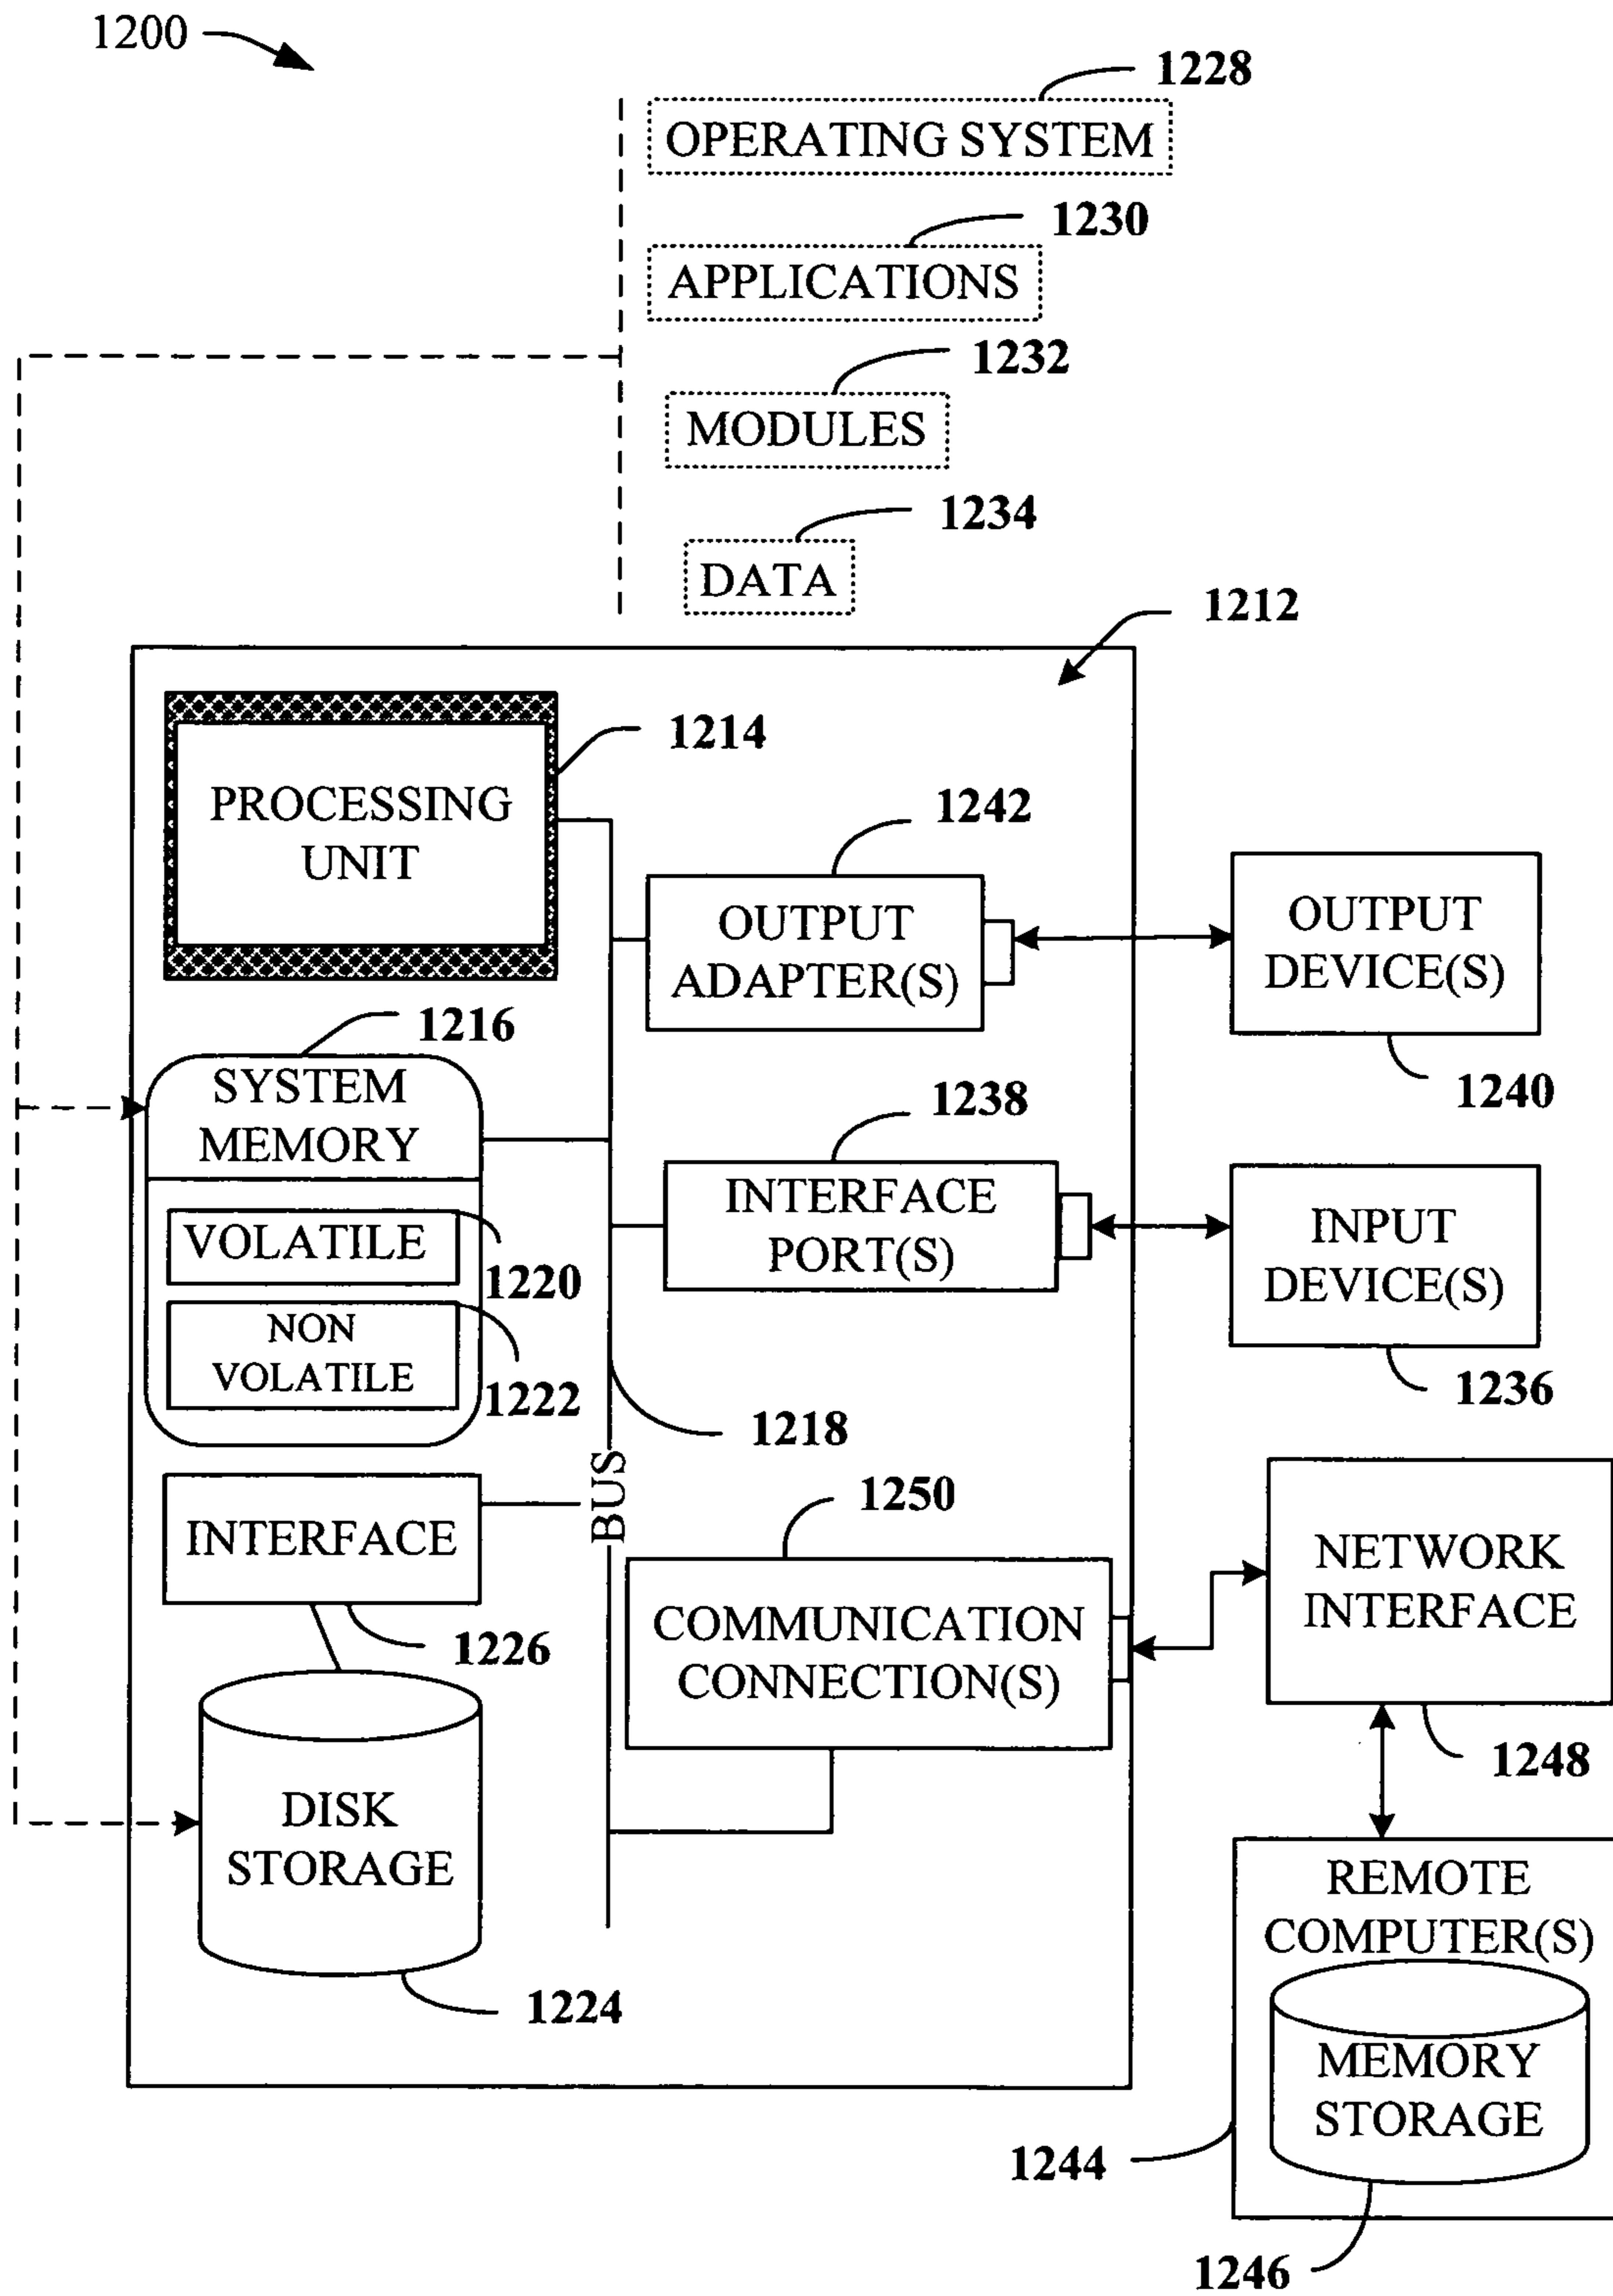 1200
1228
OPERATING SYSTEM
1230
APPLICATIONS
1232
MODULES
1234
DATA
1212
1214
PROCESSING
UNIT
1242
OUTPUT
ADAPTER(S)
OUTPUT
DEVICE(S)
1240
1216
SYSTEM
MEMORY
1238
INTERFACE
PORT(S)
INPUT
DEVICE(S)
1236
VOLATILE
1220
NON
VOLATILE
1222
1218
BUS
INTERFACE
1226
1250
COMMUNICATION
CONNECTION(S)
NETWORK
INTERFACE
1248
DISK
STORAGE
1224
REMOTE
COMPUTER(S)
MEMORY
STORAGE
1244
1246